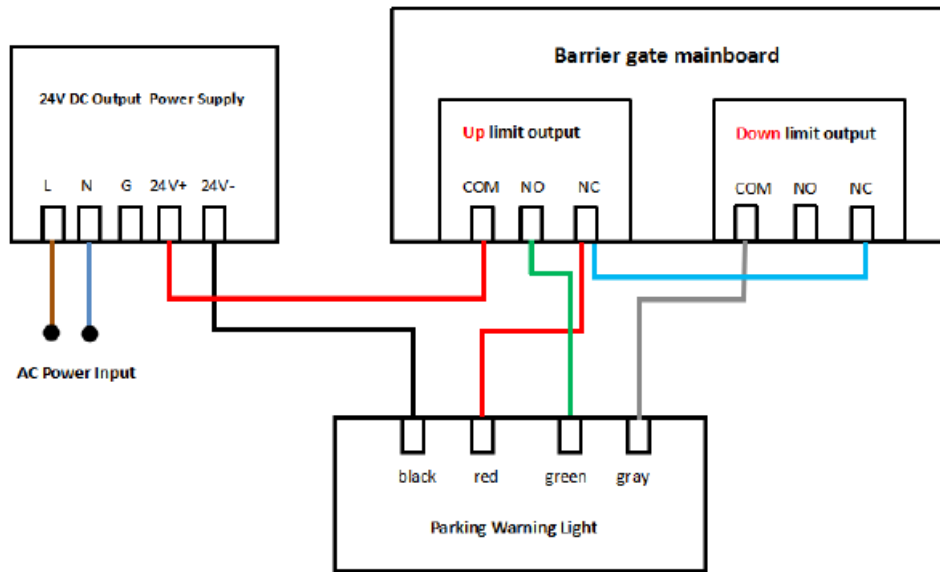 Barrier gate mainboard
24V DC Output Power Supply
Up limit output
Down limit output
L N G 24V+ 24V-
COM NO NC
COM NO NC
AC Power Input
black red green gray
Parking Warning Light